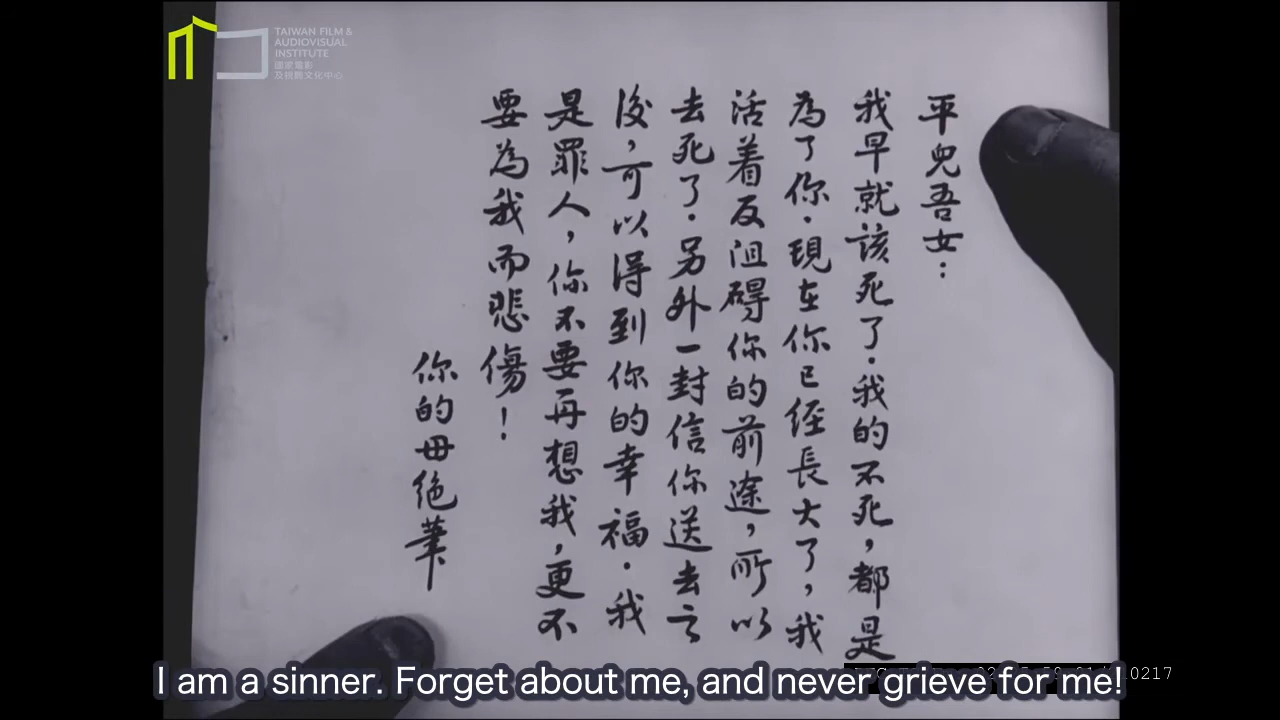 TAIWAN FILM &
AUDIOVISUAL
INSTITUTE
國家電影
及視聽文化中心
平兒吾女：
我早就該死了．我的不死，都是
為了你．現在你已經長大了，我
活着反阻碍你的前途，所以
去死了．另外一封信你送去之
後，可以得到你的幸福．我
是罪人，你不要再想我，更不
要為我而悲傷！
你的母絕筆
I am a sinner. Forget about me, and never grieve for me!
0217